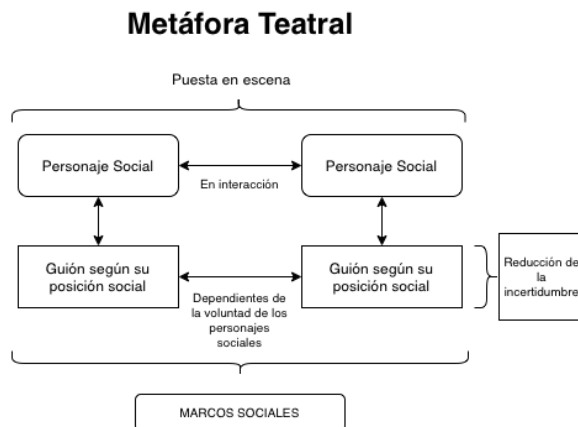 Metáfora Teatral
Puesta en escena
Personaje Social
Personaje Social
En interacción
Guión según su
posición social
Guión según su
posición social
Dependientes de
la voluntad de los
personajes
sociales
Reducción de
la
incertidumbre
MARCOS SOCIALES